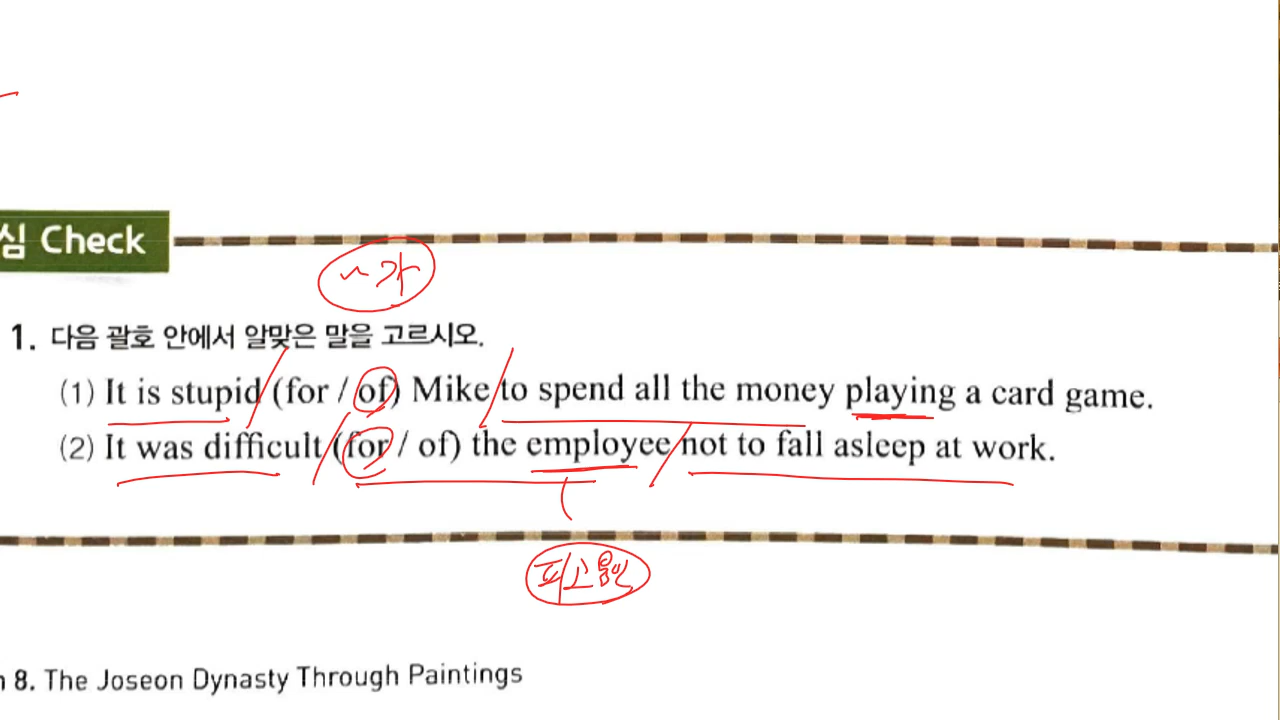 심 Check
~가
1. 다음 괄호 안에서 알맞은 말을 고르시오.
(1) It is stupid (for / of) Mike to spend all the money playing a card game.
(2) It was difficult (for / of) the employee not to fall asleep at work.
피고용인
8. The Joseon Dynasty Through Paintings